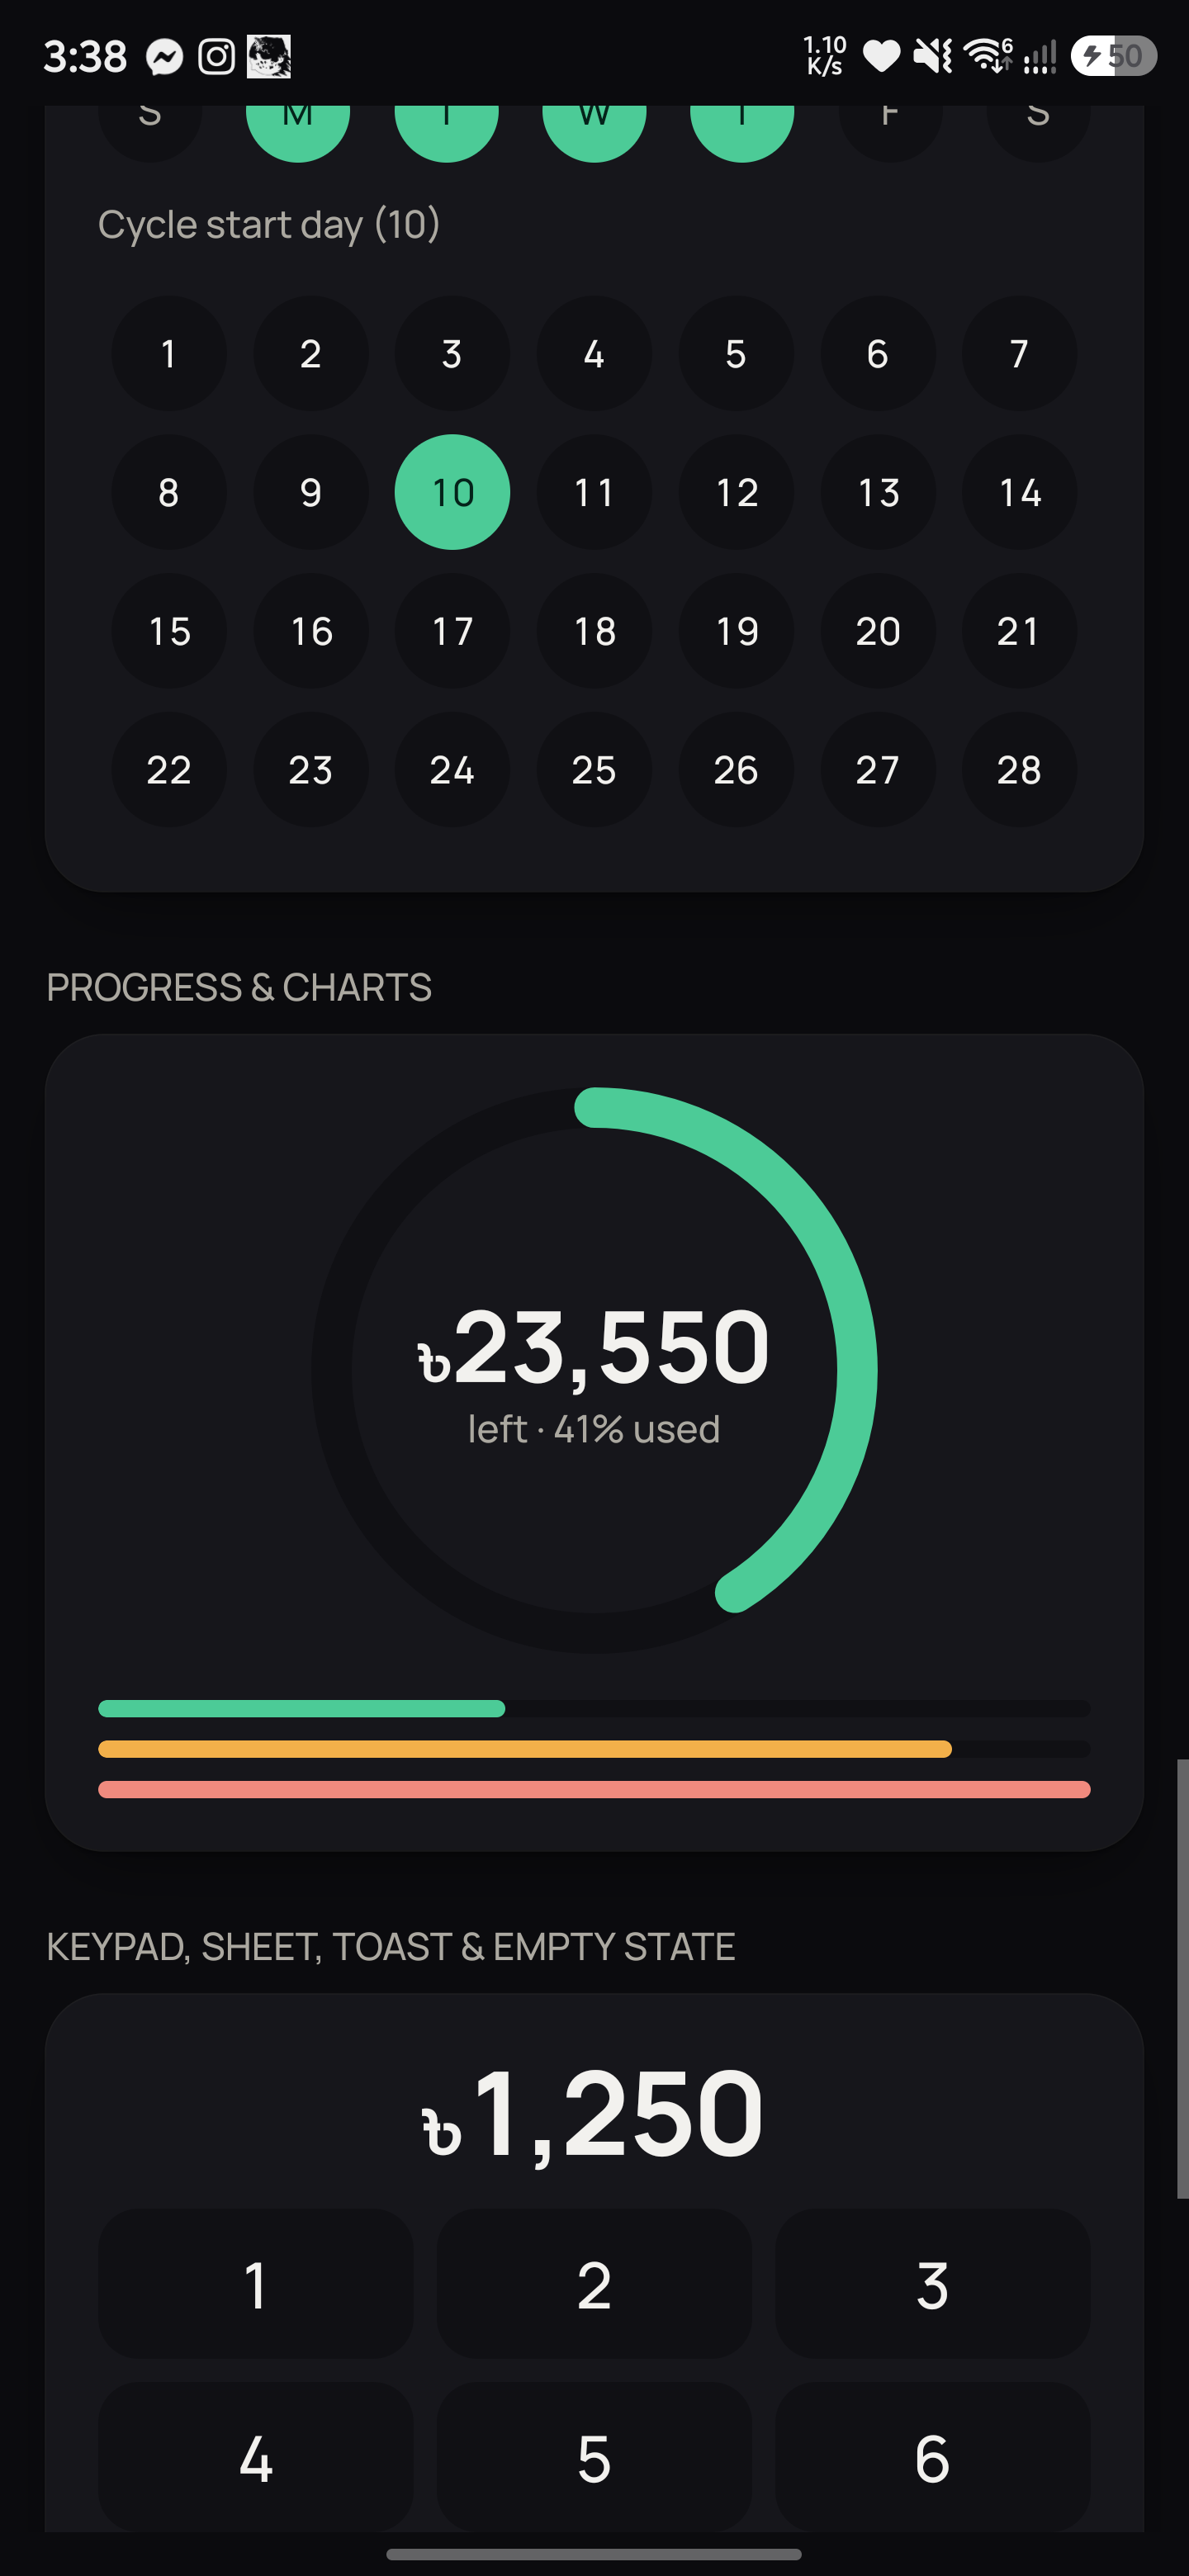 3:38
1.10 K/s
6
50
S M T W T F S
Cycle start day (10)
1 2 3 4 5 6 7
8 9 10 11 12 13 14
15 16 17 18 19 20 21
22 23 24 25 26 27 28
PROGRESS & CHARTS
৳23,550
left · 41% used
KEYPAD, SHEET, TOAST & EMPTY STATE
৳1,250
1 2 3
4 5 6